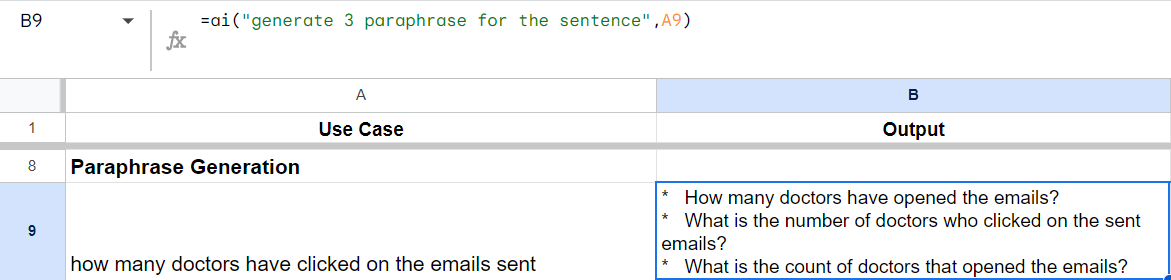 B9
=ai("generate 3 paraphrase for the sentence",A9)
fx
A B
1 Use Case Output
8 Paraphrase Generation
9 how many doctors have clicked on the emails sent
* How many doctors have opened the emails?
* What is the number of doctors who clicked on the sent
emails?
* What is the count of doctors that opened the emails?